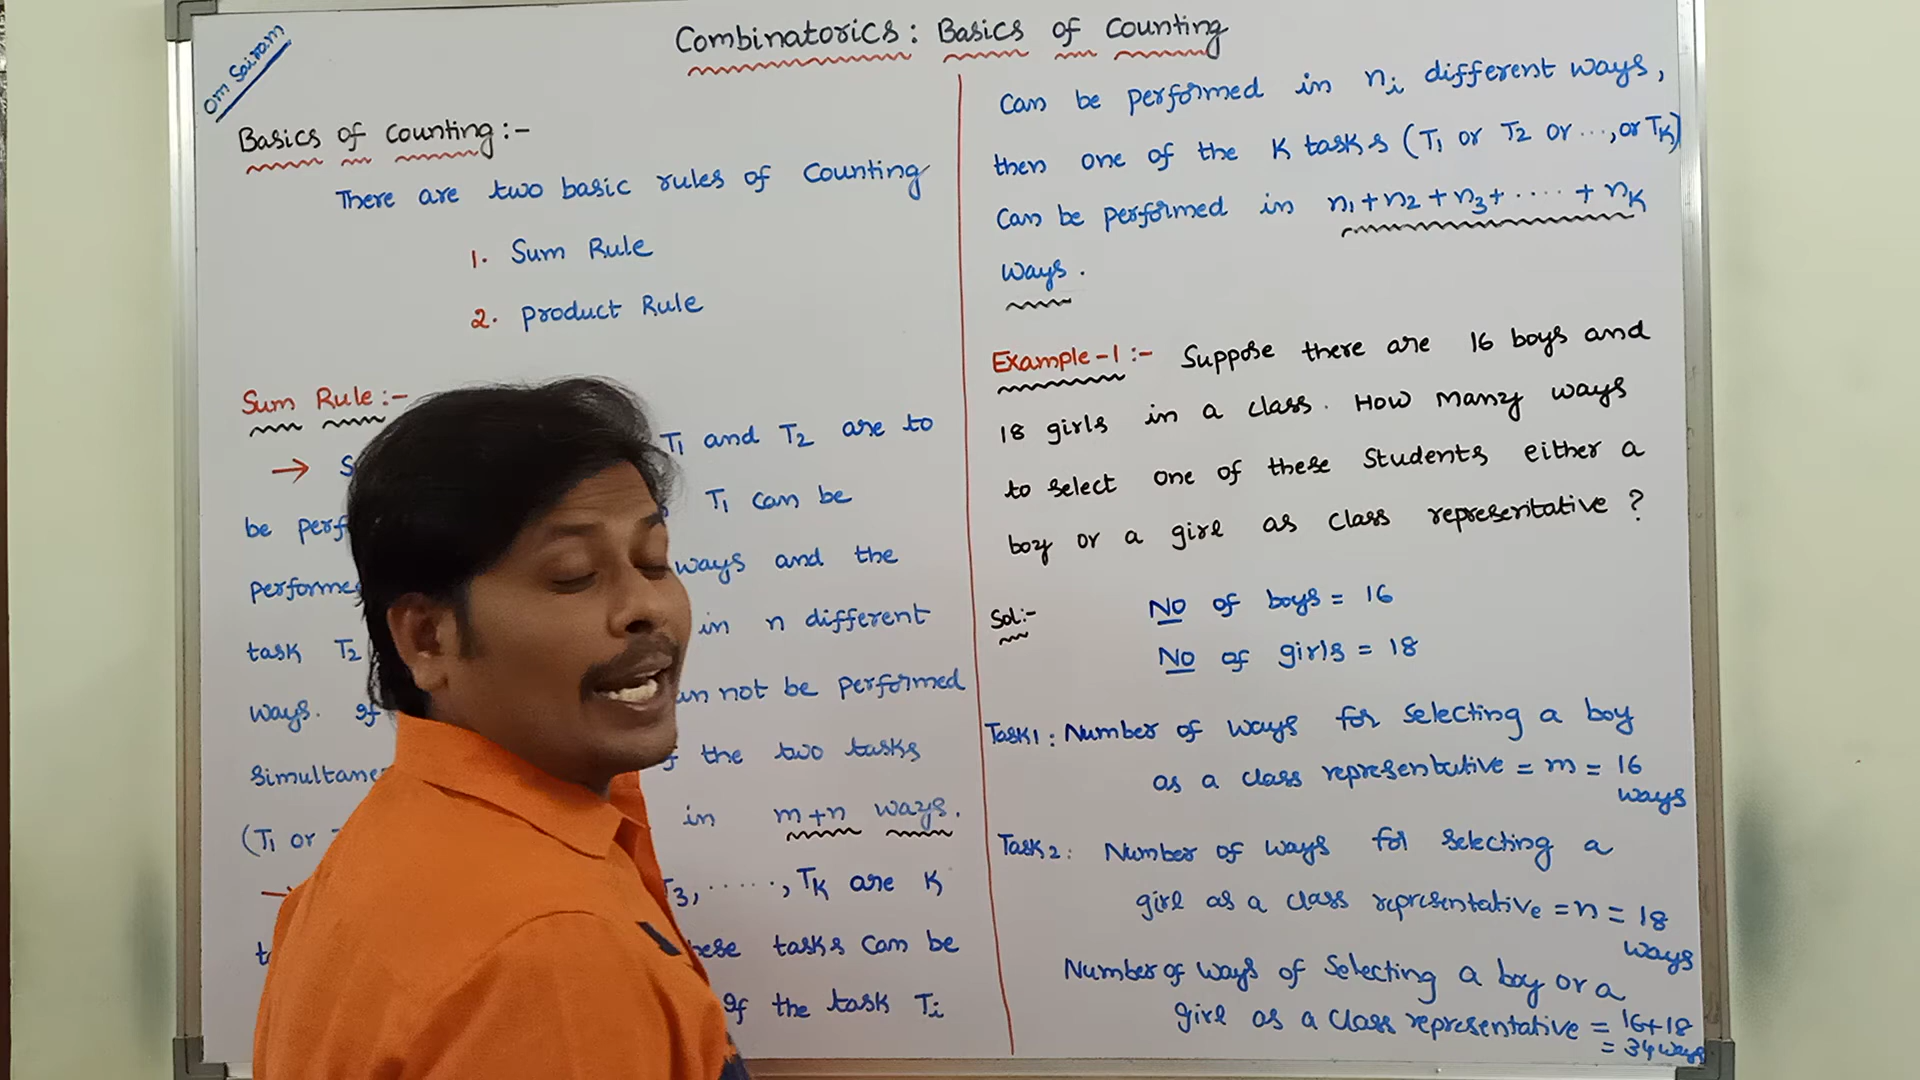 Om Sairam
Combinatorics: Basics of Counting
Basics of Counting:-
There are two basic rules of Counting
1. Sum Rule
2. Product Rule
Sum Rule:-
→ S T1 and T2 are to
be perf T1 can be
performe ways and the
task T2 in n different
ways. If not be performed
simultane the two tasks
(T1 or in m+n ways.
T3, ....., TK are K
tasks can be
If the task Ti
Can be performed in ni different ways,
then one of the K tasks (T1 or T2 or ..., or TK)
Can be performed in n1+n2+n3+.....+nK
ways.
Example-1:- Suppose there are 16 boys and
18 girls in a class. How many ways
to select one of these Students either a
boy or a girl as class representative?
Sol:- NO of boys = 16
NO of girls = 18
Task1: Number of ways for selecting a boy
as a class representative = m = 16
ways
Task2: Number of ways for selecting a
girl as a class representative = n = 18
ways
Number of ways of Selecting a boy or a
girl as a class representative = 16+18
= 34 ways